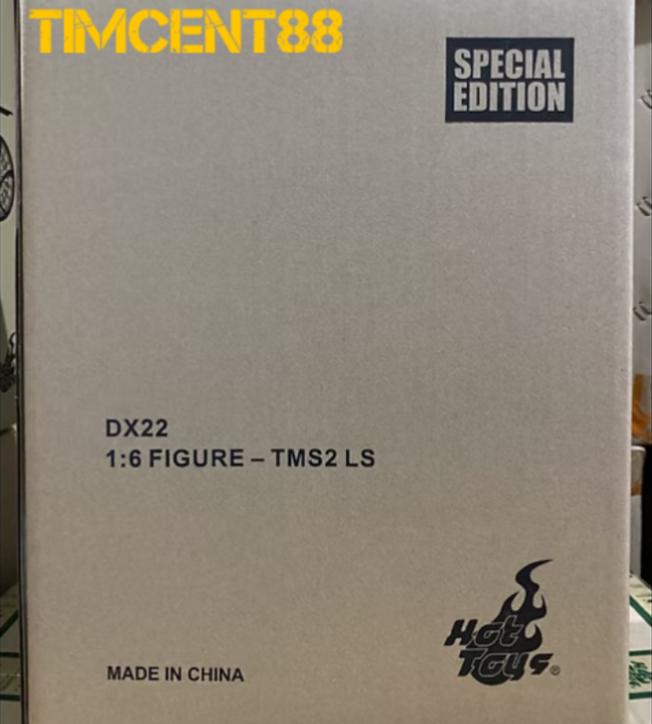 TIMCENT88
SPECIAL
EDITION
DX22
1:6 FIGURE – TMS2 LS
Hot
Toys®
MADE IN CHINA